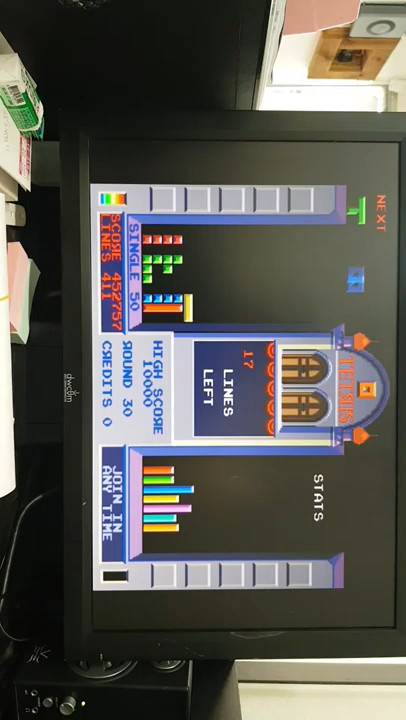 NEXT
TETRIS
17
LINES
LEFT
STATS
SINGLE 50
SCORE 452757
LINES 411
HIGH SCORE
10000
ROUND 30
CREDITS 0
JOIN IN
ANY TIME